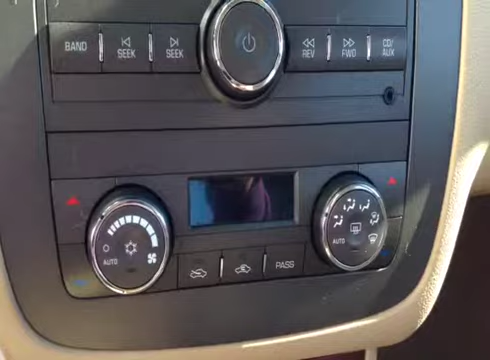 BAND SEEK SEEK REV FWD CD/
AUX
AUTO AUTO
PASS